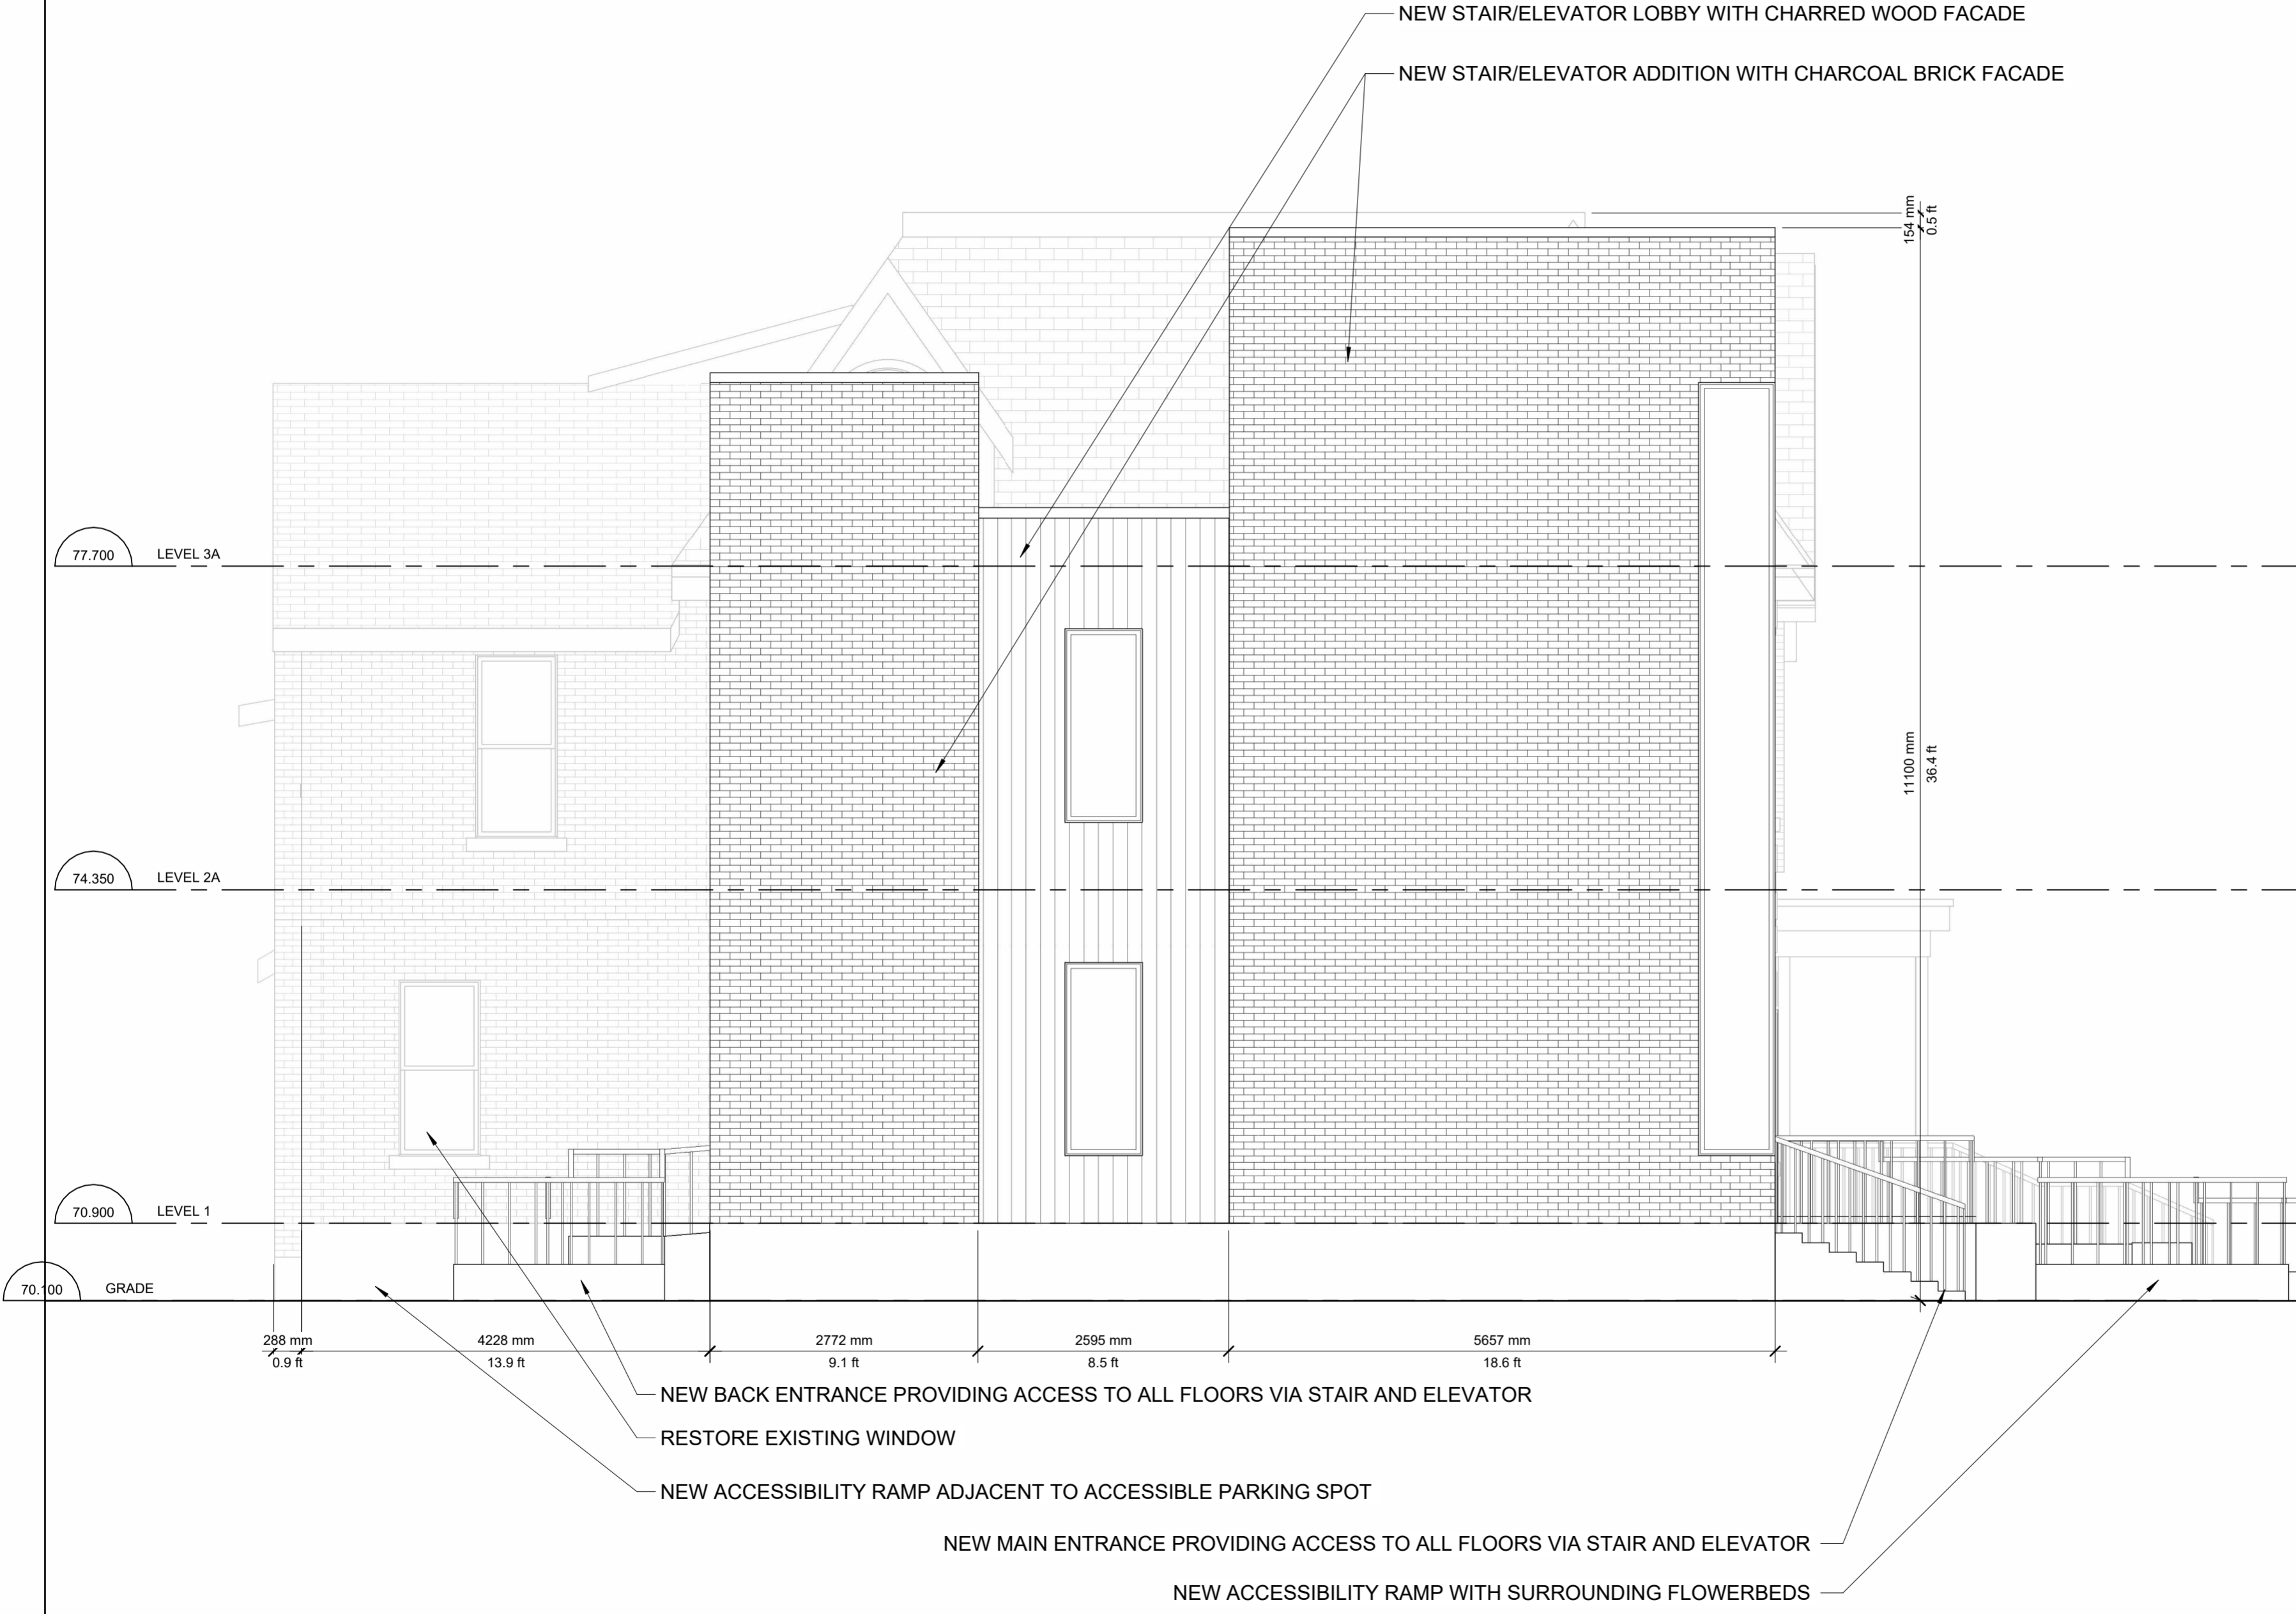 NEW STAIR/ELEVATOR LOBBY WITH CHARRED WOOD FACADE
NEW STAIR/ELEVATOR ADDITION WITH CHARCOAL BRICK FACADE
154 mm
0.5 ft
77.700 LEVEL 3A
11100 mm
36.4 ft
74.350 LEVEL 2A
70.900 LEVEL 1
70.100 GRADE
288 mm 4228 mm 2772 mm 2595 mm 5657 mm
0.9 ft 13.9 ft 9.1 ft 8.5 ft 18.6 ft
NEW BACK ENTRANCE PROVIDING ACCESS TO ALL FLOORS VIA STAIR AND ELEVATOR
RESTORE EXISTING WINDOW
NEW ACCESSIBILITY RAMP ADJACENT TO ACCESSIBLE PARKING SPOT
NEW MAIN ENTRANCE PROVIDING ACCESS TO ALL FLOORS VIA STAIR AND ELEVATOR
NEW ACCESSIBILITY RAMP WITH SURROUNDING FLOWERBEDS